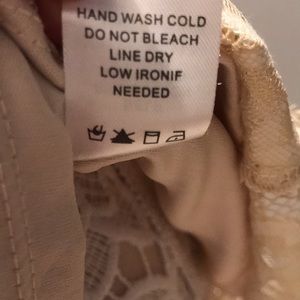 HAND WASH COLD
DO NOT BLEACH
LINE DRY
LOW IRONIF
NEEDED